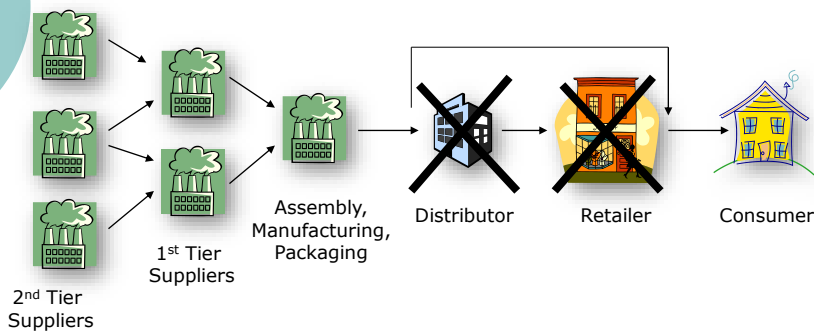 2nd Tier
Suppliers
1st Tier
Suppliers
Assembly,
Manufacturing,
Packaging
Distributor
Retailer
Consumer